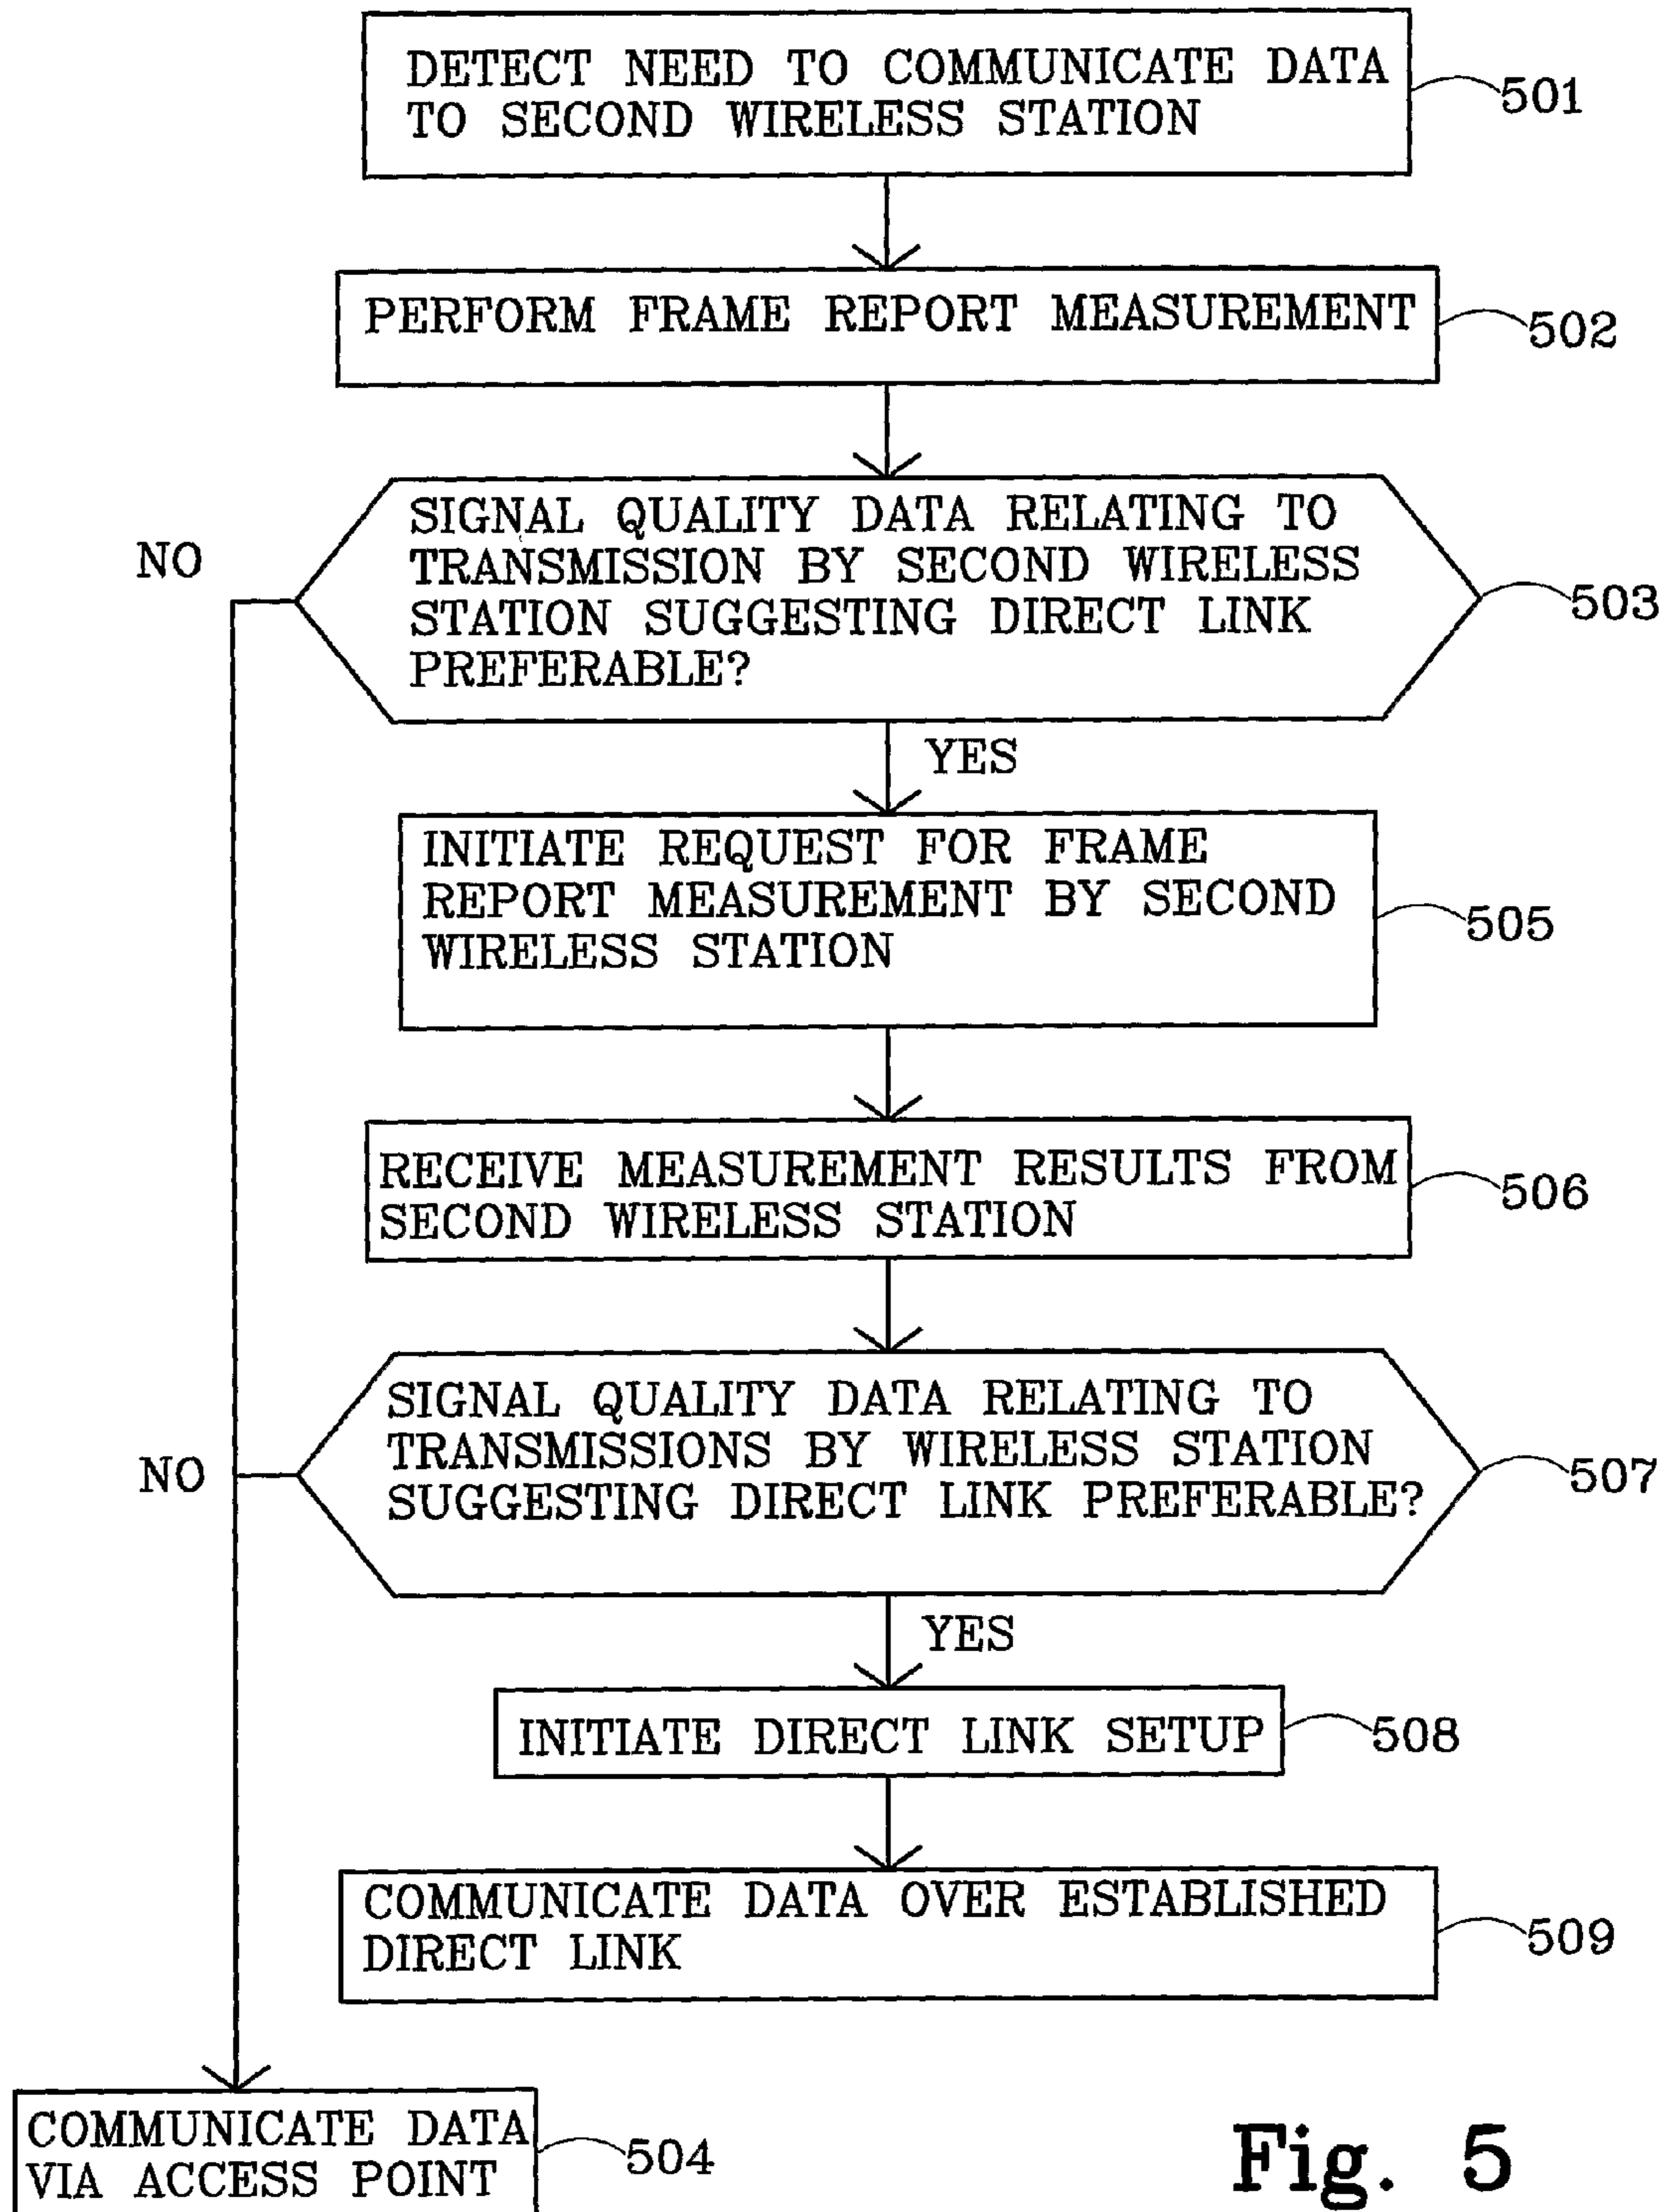 DETECT NEED TO COMMUNICATE DATA
TO SECOND WIRELESS STATION
501
PERFORM FRAME REPORT MEASUREMENT
502
SIGNAL QUALITY DATA RELATING TO
TRANSMISSION BY SECOND WIRELESS
STATION SUGGESTING DIRECT LINK
PREFERABLE?
NO
503
YES
INITIATE REQUEST FOR FRAME
REPORT MEASUREMENT BY SECOND
WIRELESS STATION
505
RECEIVE MEASUREMENT RESULTS FROM
SECOND WIRELESS STATION
506
SIGNAL QUALITY DATA RELATING TO
TRANSMISSIONS BY WIRELESS STATION
SUGGESTING DIRECT LINK PREFERABLE?
NO
507
YES
INITIATE DIRECT LINK SETUP
508
COMMUNICATE DATA OVER ESTABLISHED
DIRECT LINK
509
COMMUNICATE DATA
VIA ACCESS POINT
504
Fig. 5